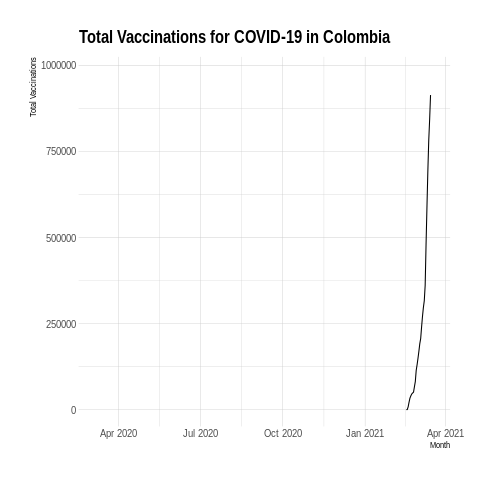 Total Vaccinations for COVID-19 in Colombia
Total Vaccinations
1000000
750000
500000
250000
0
Apr 2020 Jul 2020 Oct 2020 Jan 2021 Apr 2021
Month